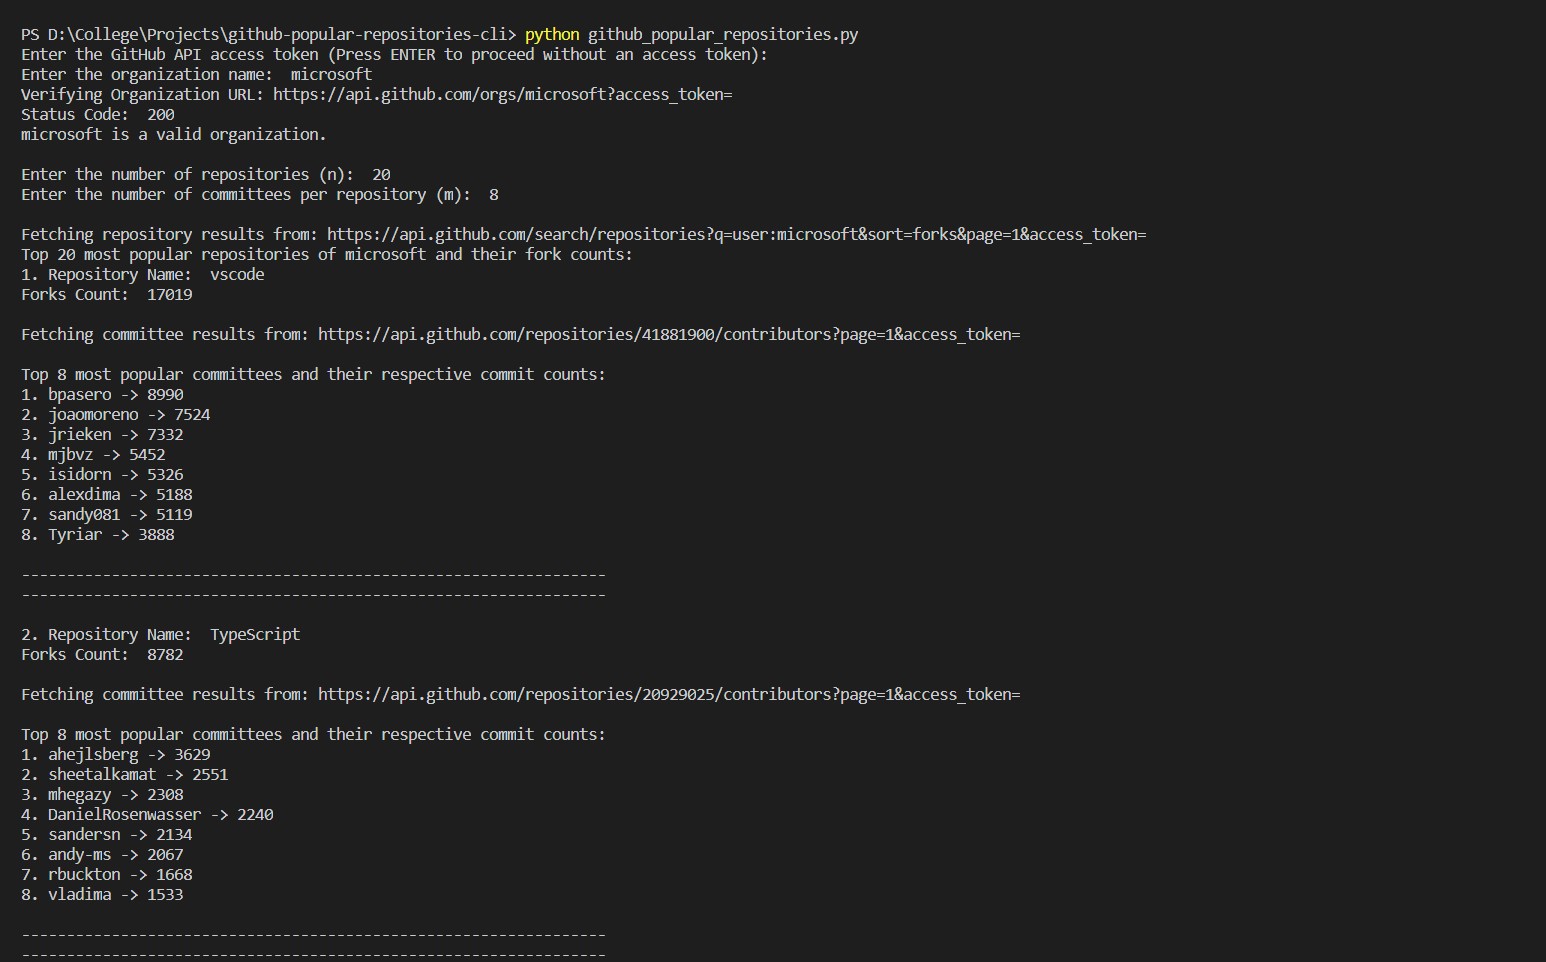 PS D:\College\Projects\github-popular-repositories-cli> python github_popular_repositories.py
Enter the GitHub API access token (Press ENTER to proceed without an access token):
Enter the organization name:  microsoft
Verifying Organization URL: https://api.github.com/orgs/microsoft?access_token=
Status Code:  200
microsoft is a valid organization.
Enter the number of repositories (n):  20
Enter the number of committees per repository (m):  8
Fetching repository results from: https://api.github.com/search/repositories?q=user:microsoft&sort=forks&page=1&access_token=
Top 20 most popular repositories of microsoft and their fork counts:
1. Repository Name:  vscode
Forks Count:  17019
Fetching committee results from: https://api.github.com/repositories/41881900/contributors?page=1&access_token=
Top 8 most popular committees and their respective commit counts:
1. bpasero -> 8990
2. joaomoreno -> 7524
3. jrieken -> 7332
4. mjbvz -> 5452
5. isidorn -> 5326
6. alexdima -> 5188
7. sandy081 -> 5119
8. Tyriar -> 3888
-----------------------------------------------------------------
-----------------------------------------------------------------
2. Repository Name:  TypeScript
Forks Count:  8782
Fetching committee results from: https://api.github.com/repositories/20929025/contributors?page=1&access_token=
Top 8 most popular committees and their respective commit counts:
1. ahejlsberg -> 3629
2. sheetalkamat -> 2551
3. mhegazy -> 2308
4. DanielRosenwasser -> 2240
5. sandersn -> 2134
6. andy-ms -> 2067
7. rbuckton -> 1668
8. vladima -> 1533
-----------------------------------------------------------------
-----------------------------------------------------------------